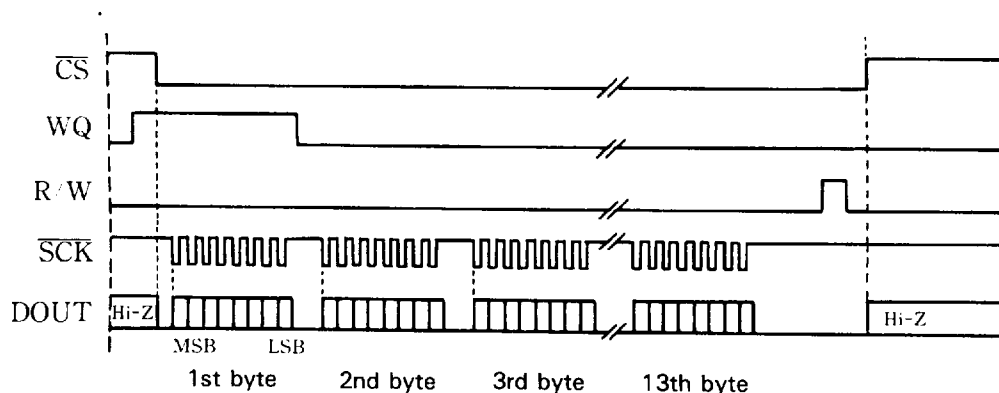 CS
WQ
R/W
SCK
DOUT Hi-Z Hi-Z
MSB LSB
1st byte 2nd byte 3rd byte 13th byte